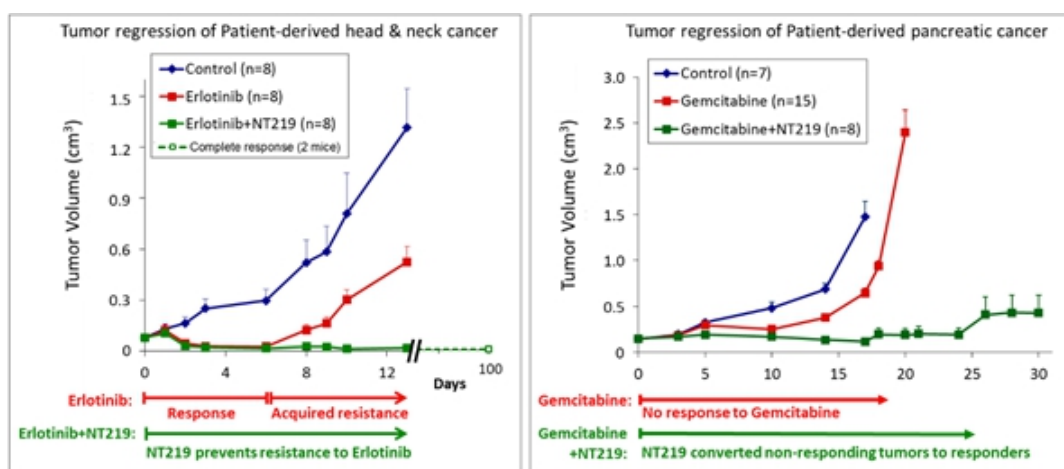 Tumor regression of Patient-derived head & neck cancer
Control (n=8)
Erlotinib (n=8)
Erlotinib+NT219 (n=8)
Complete response (2 mice)
Tumor Volume (cm³)
1.5
1.2
0.9
0.6
0.3
0
0 4 8 12 100
Days
Erlotinib:
Response Acquired resistance
Erlotinib+NT219:
NT219 prevents resistance to Erlotinib
Tumor regression of Patient-derived pancreatic cancer
Control (n=7)
Gemcitabine (n=15)
Gemcitabine+NT219 (n=8)
Tumor Volume (cm³)
3.0
2.5
2.0
1.5
1.0
0.5
0
0 5 10 15 20 25 30
Gemcitabine:
No response to Gemcitabine
Gemcitabine
+NT219: NT219 converted non-responding tumors to responders